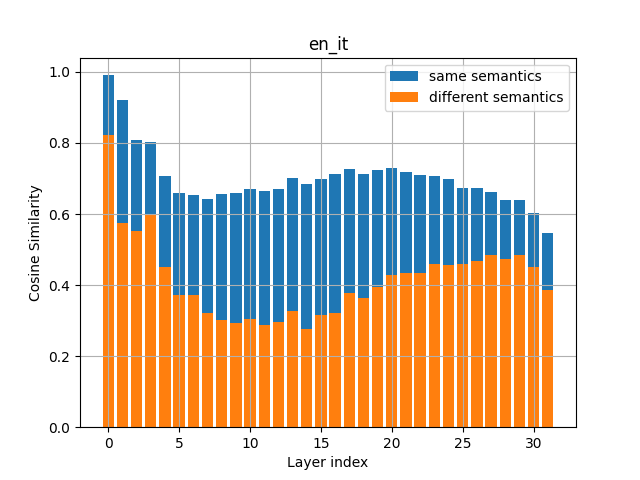 en_it
same semantics
different semantics
Cosine Similarity
1.0
0.8
0.6
0.4
0.2
0.0
0 5 10 15 20 25 30
Layer index